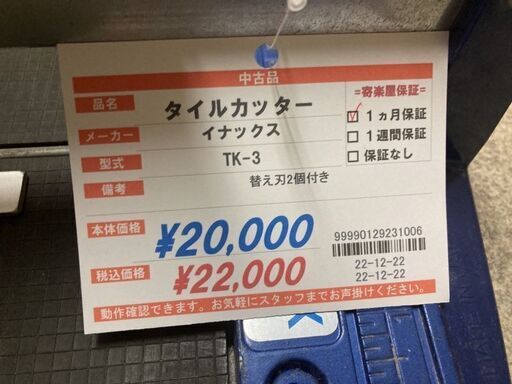 中古品
品名 タイルカッター
メーカー イナックス
型式 TK-3
備考 替え刃2個付き
=寄楽屋保証=
1ヵ月保証
1週間保証
保証なし
本体価格 ¥20,000
税込価格 ¥22,000
99990129231006
22-12-22
22-12-22
動作確認できます。お気軽にスタッフまでお声掛けください。